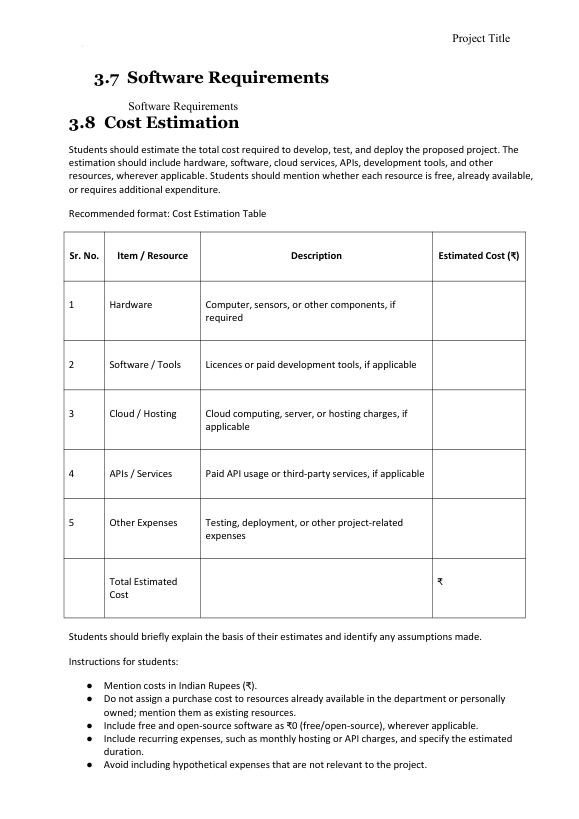 Project Title
3.7 Software Requirements
Software Requirements
3.8 Cost Estimation
Students should estimate the total cost required to develop, test, and deploy the proposed project. The
estimation should include hardware, software, cloud services, APIs, development tools, and other
resources, wherever applicable. Students should mention whether each resource is free, already available,
or requires additional expenditure.
Recommended format: Cost Estimation Table
Sr. No. Item / Resource Description Estimated Cost (₹)
1 Hardware Computer, sensors, or other components, if
required
2 Software / Tools Licences or paid development tools, if applicable
3 Cloud / Hosting Cloud computing, server, or hosting charges, if
applicable
4 APIs / Services Paid API usage or third-party services, if applicable
5 Other Expenses Testing, deployment, or other project-related
expenses
Total Estimated ₹
Cost
Students should briefly explain the basis of their estimates and identify any assumptions made.
Instructions for students:
● Mention costs in Indian Rupees (₹).
● Do not assign a purchase cost to resources already available in the department or personally
owned; mention them as existing resources.
● Include free and open-source software as ₹0 (free/open-source), wherever applicable.
● Include recurring expenses, such as monthly hosting or API charges, and specify the estimated
duration.
● Avoid including hypothetical expenses that are not relevant to the project.